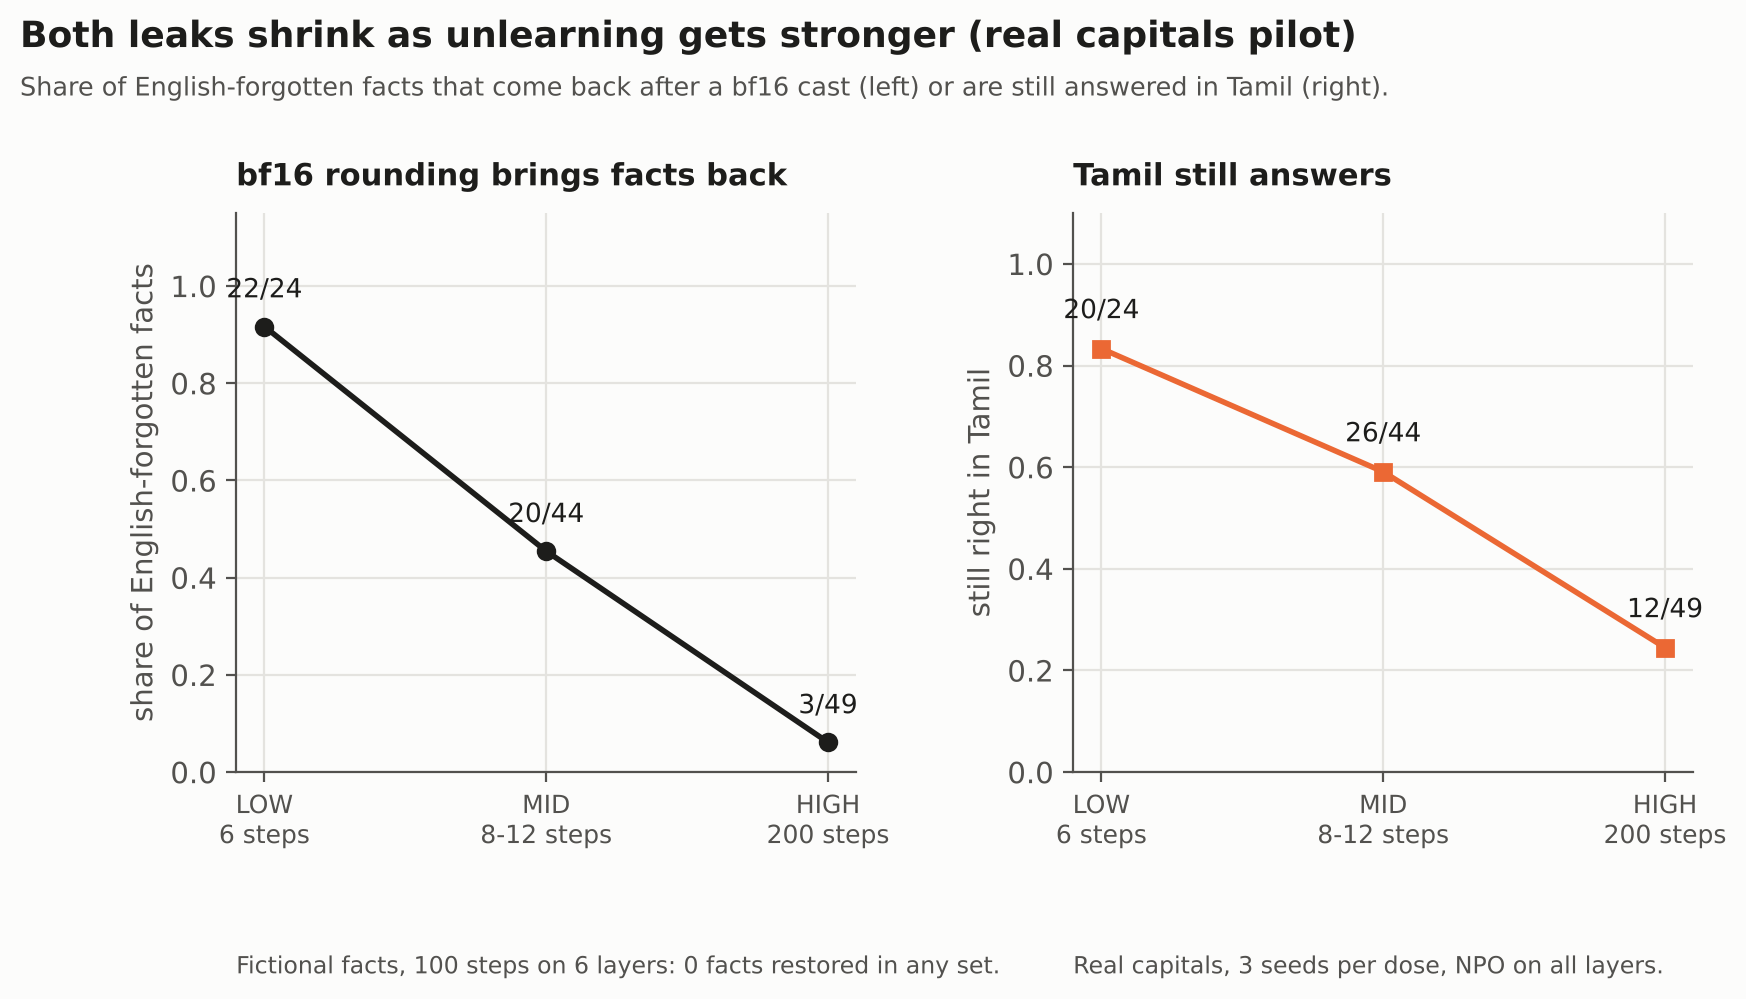 Both leaks shrink as unlearning gets stronger (real capitals pilot)
Share of English-forgotten facts that come back after a bf16 cast (left) or are still answered in Tamil (right).
bf16 rounding brings facts back
share of English-forgotten facts
1.0
0.8
0.6
0.4
0.2
0.0
22/24
20/44
3/49
LOW
6 steps
MID
8-12 steps
HIGH
200 steps
Fictional facts, 100 steps on 6 layers: 0 facts restored in any set.
Tamil still answers
still right in Tamil
1.0
0.8
0.6
0.4
0.2
0.0
20/24
26/44
12/49
LOW
6 steps
MID
8-12 steps
HIGH
200 steps
Real capitals, 3 seeds per dose, NPO on all layers.